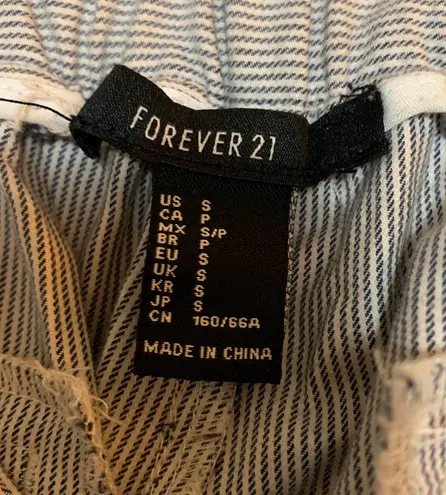 FOREVER 21
US S
CA P
MX S/P
BR P
EU S
UK S
KR S
JP S
CN 160/66A
MADE IN CHINA